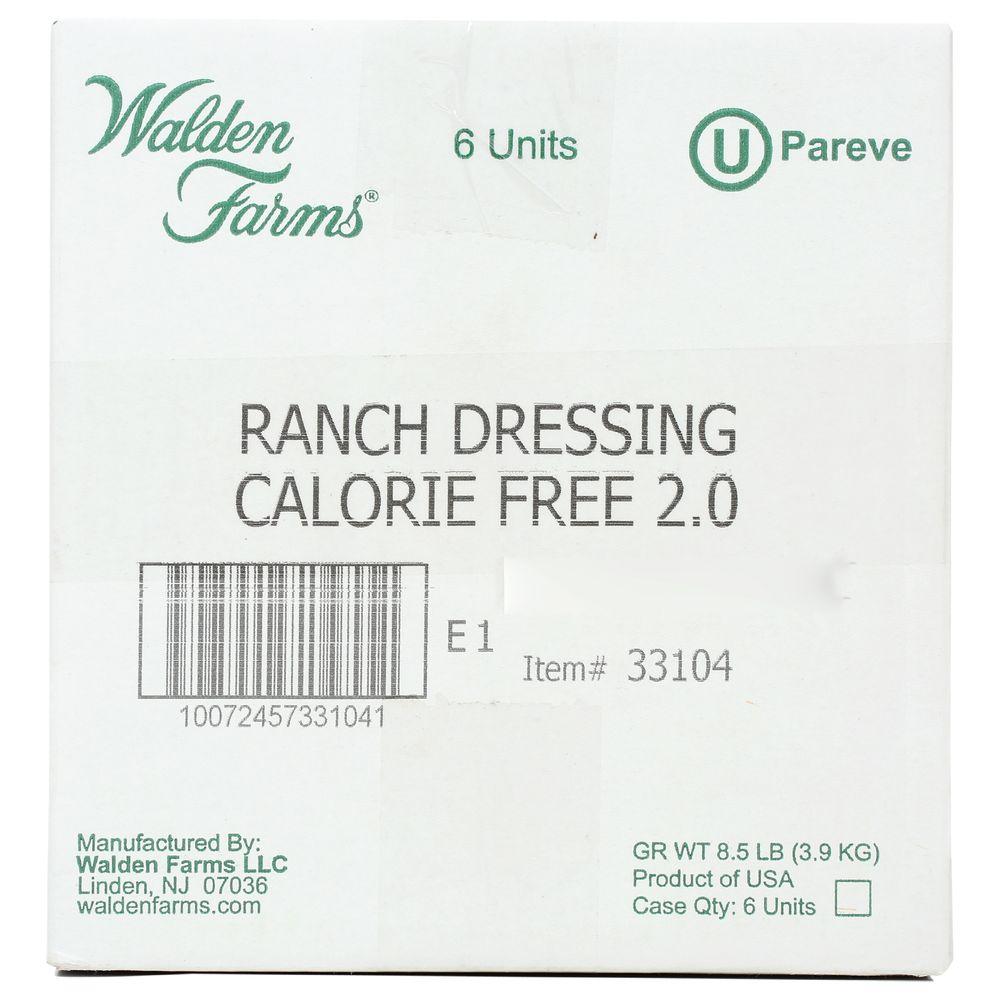 Walden
Farms®
6 Units
U Pareve
RANCH DRESSING
CALORIE FREE 2.0
E1
Item# 33104
10072457331041
Manufactured By:
Walden Farms LLC
Linden, NJ 07036
waldenfarms.com
GR WT 8.5 LB (3.9 KG)
Product of USA
Case Qty: 6 Units